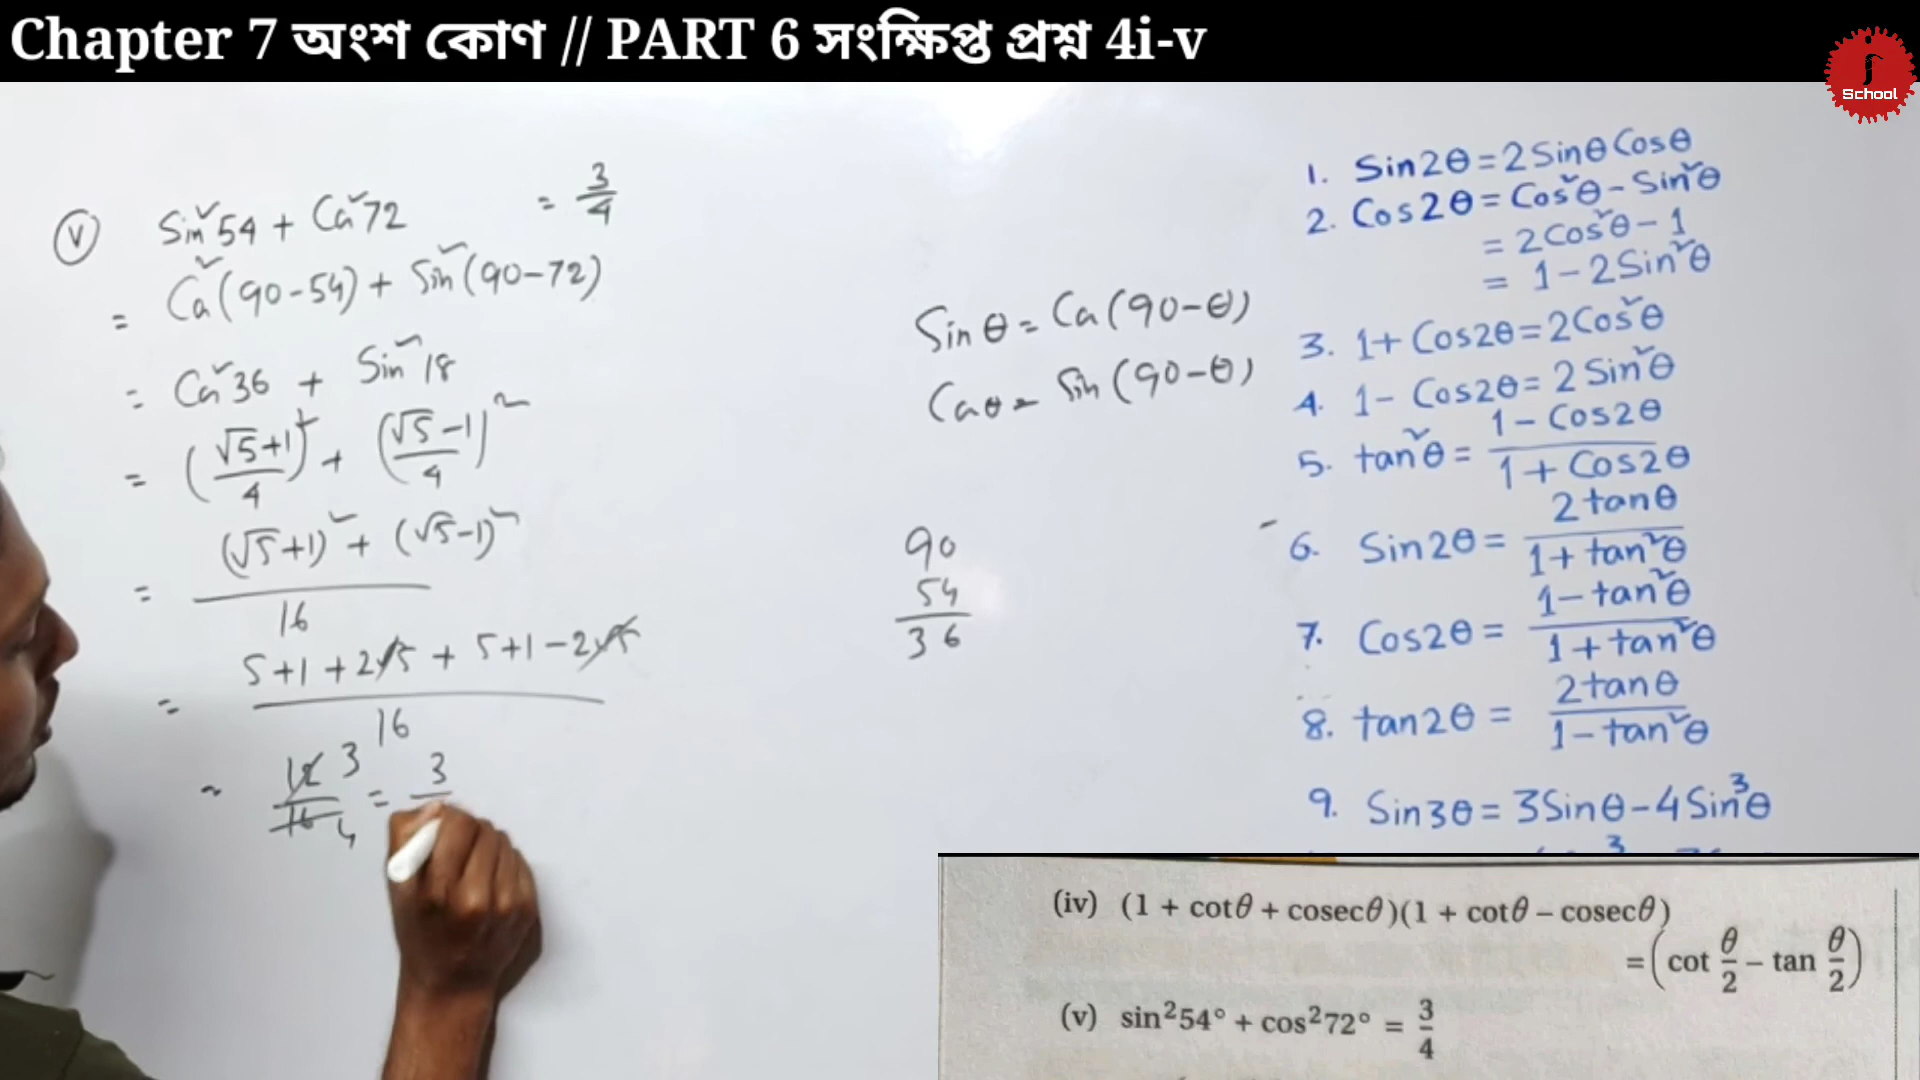 Chapter 7 অংশ কোণ // PART 6 সংক্ষিপ্ত প্রশ্ন 4i-v
School
(v) Sin²54 + Cos²72 = 3/4
= Cos²(90-54) + Sin²(90-72)
= Cos²36 + Sin²18
= ((√5+1)/4)² + ((√5-1)/4)²
= ((√5+1)² + (√5-1)²)/16
= (5+1+2√5 + 5+1-2√5)/16
= 12/16 3/4 = 3
Sinθ = Cos(90-θ)
Cosθ = Sin(90-θ)
90
54
36
1. Sin2θ = 2SinθCosθ
2. Cos2θ = Cos²θ - Sin²θ
= 2Cos²θ - 1
= 1 - 2Sin²θ
3. 1 + Cos2θ = 2Cos²θ
4. 1 - Cos2θ = 2Sin²θ
5. tan²θ = (1 - Cos2θ)/(1 + Cos2θ)
6. Sin2θ = 2tanθ/(1 + tan²θ)
7. Cos2θ = (1 - tan²θ)/(1 + tan²θ)
8. tan2θ = 2tanθ/(1 - tan²θ)
9. Sin3θ = 3Sinθ - 4Sin³θ
(iv) (1 + cotθ + cosecθ)(1 + cotθ – cosecθ)
= (cot θ/2 – tan θ/2)
(v) sin²54° + cos²72° = 3/4